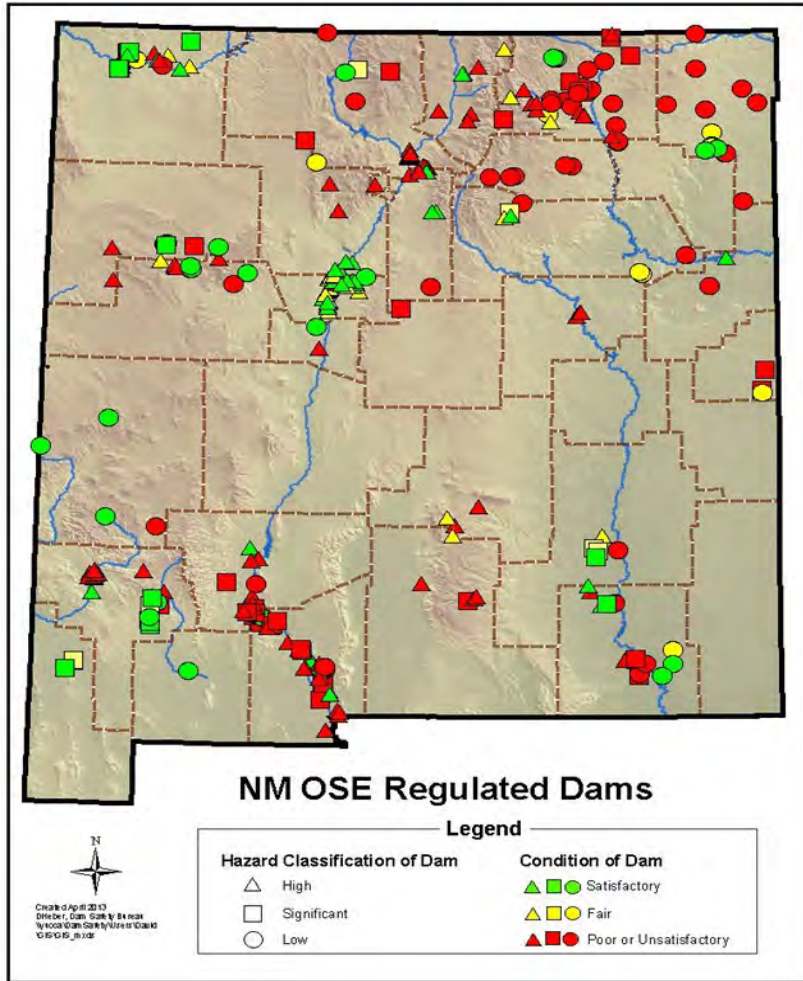 NM OSE Regulated Dams
Legend
Hazard Classification of Dam
High
Significant
Low
Condition of Dam
Satisfactory
Fair
Poor or Unsatisfactory
N
Created April 2013
DHeber, Dam Safety Bureau